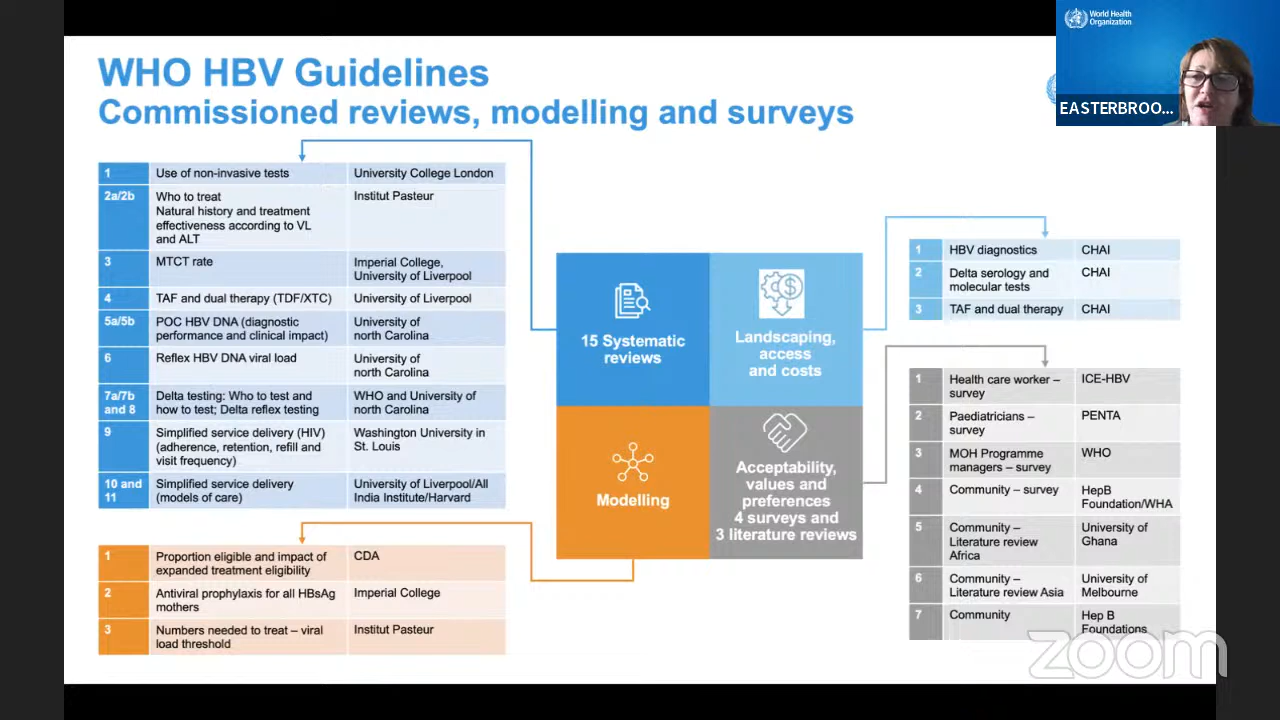 WHO HBV Guidelines
Commissioned reviews, modelling and surveys
World Health
Organization
EASTERBROO...
1 Use of non-invasive tests University College London
2a/2b Who to treat Institut Pasteur
Natural history and treatment
effectiveness according to VL
and ALT
3 MTCT rate Imperial College,
University of Liverpool
4 TAF and dual therapy (TDF/XTC) University of Liverpool
5a/5b POC HBV DNA (diagnostic University of
performance and clinical impact) north Carolina
6 Reflex HBV DNA viral load University of
north Carolina
7a/7b Delta testing: Who to test and WHO and University of
and 8 how to test; Delta reflex testing north Carolina
9 Simplified service delivery (HIV) Washington University in
(adherence, retention, refill and St. Louis
visit frequency)
10 and Simplified service delivery University of Liverpool/All
11 (models of care) India Institute/Harvard
1 Proportion eligible and impact of CDA
expanded treatment eligibility
2 Antiviral prophylaxis for all HBsAg Imperial College
mothers
3 Numbers needed to treat – viral Institut Pasteur
load threshold
15 Systematic
reviews
Landscaping,
access
and costs
Modelling
Acceptability,
values and
preferences
4 surveys and
3 literature reviews
1 HBV diagnostics CHAI
2 Delta serology and CHAI
molecular tests
3 TAF and dual therapy CHAI
1 Health care worker – ICE-HBV
survey
2 Paediatricians – PENTA
survey
3 MOH Programme WHO
managers – survey
4 Community – survey HepB
Foundation/WHA
5 Community – University of
Literature review Ghana
Africa
6 Community – University of
Literature review Asia Melbourne
7 Community Hep B
Foundations
zoom